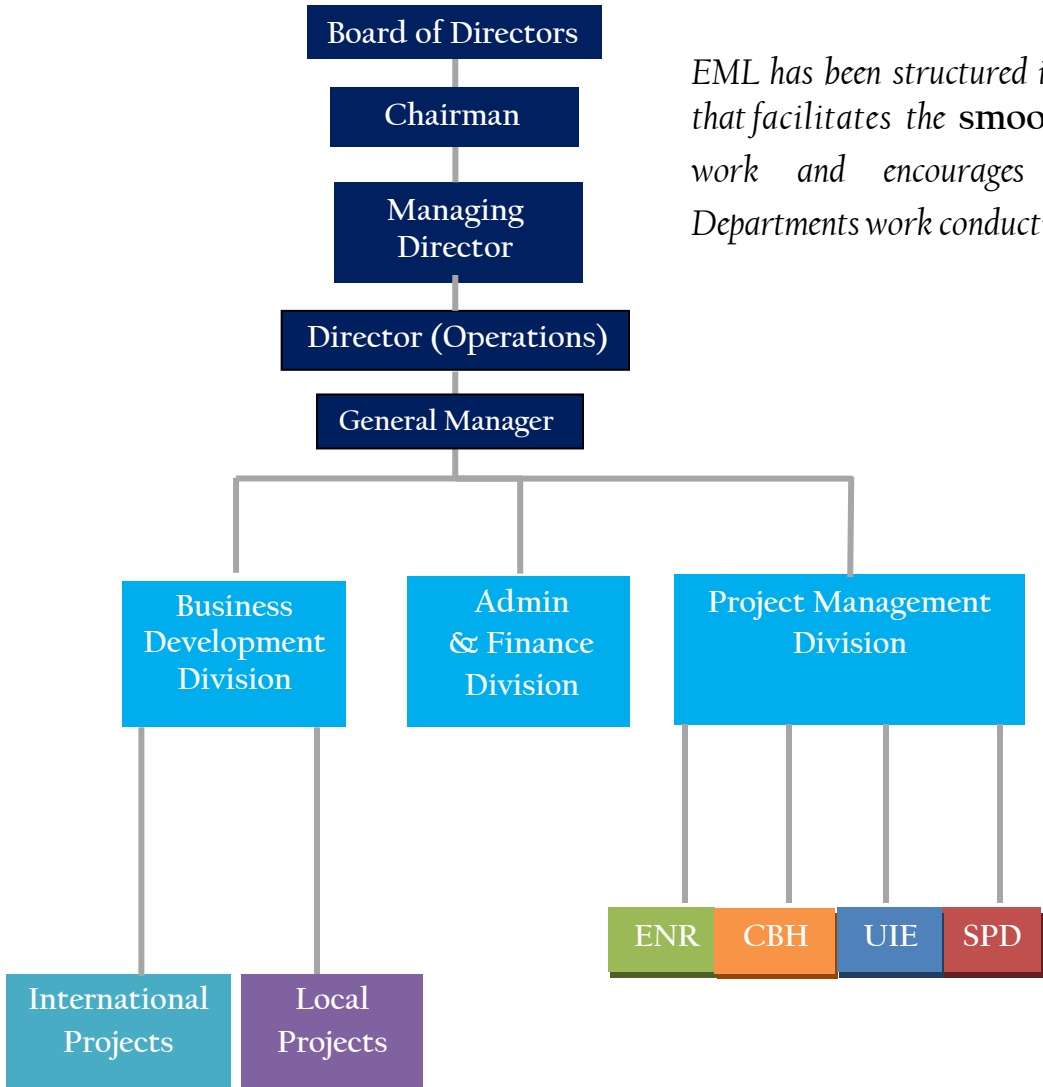 Board of Directors
Chairman
Managing
Director
Director (Operations)
General Manager
EML has been structured
that facilitates the
work and encourages
Departments work
Business
Development
Division
Admin
& Finance
Division
Project Management
Division
ENR
CBH
UIE
SPD
International
Projects
Local
Projects